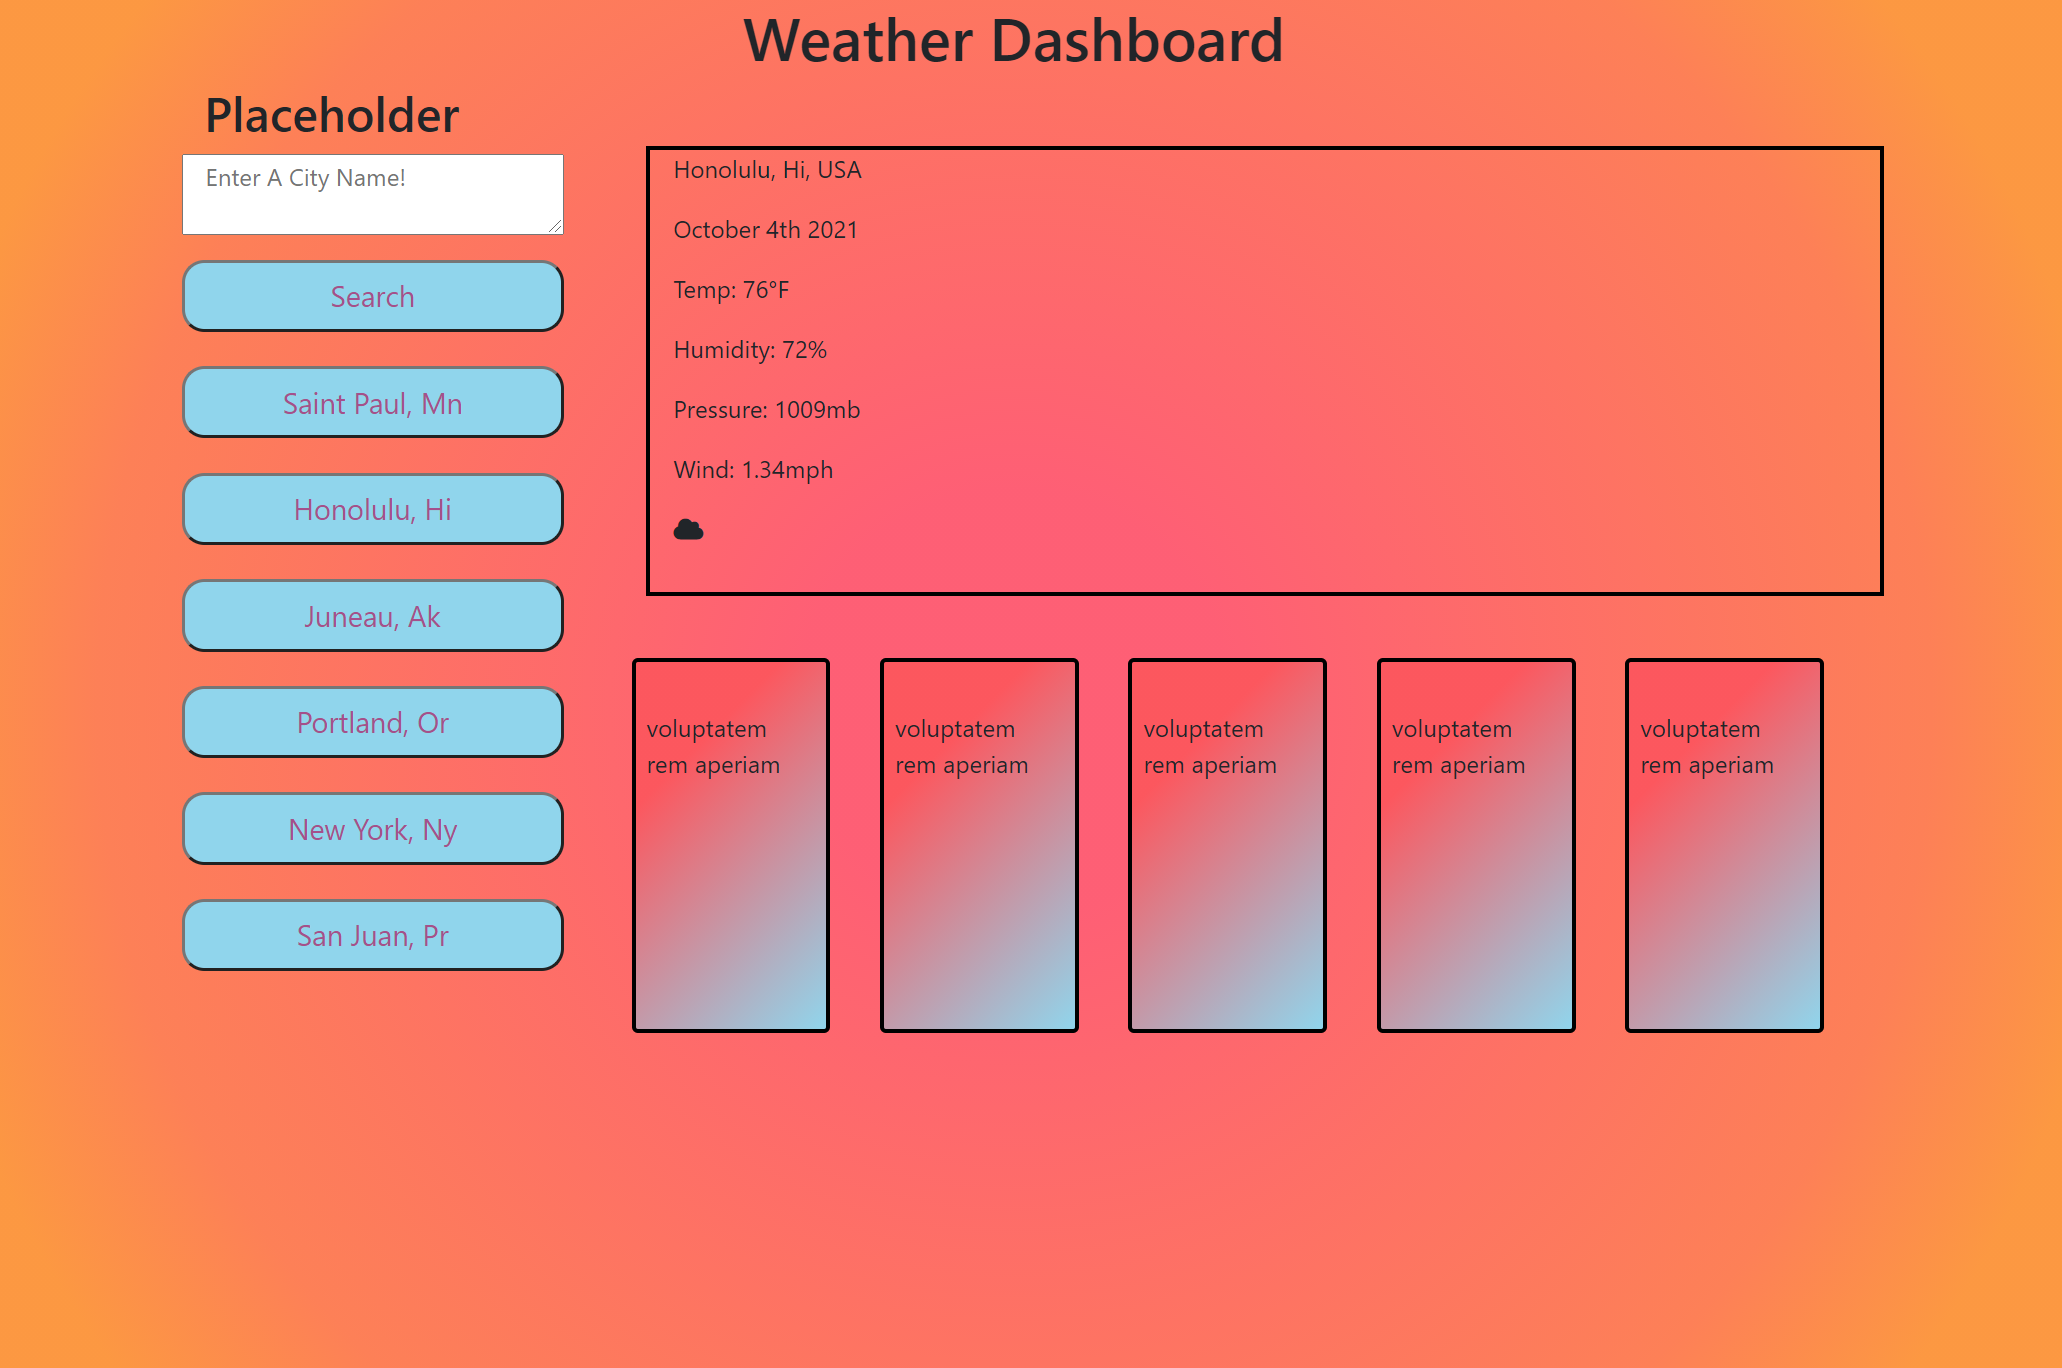 Weather Dashboard
Placeholder
Enter A City Name!
Search
Saint Paul, Mn
Honolulu, Hi
Juneau, Ak
Portland, Or
New York, Ny
San Juan, Pr
Honolulu, Hi, USA
October 4th 2021
Temp: 76°F
Humidity: 72%
Pressure: 1009mb
Wind: 1.34mph
voluptatem
rem aperiam
voluptatem
rem aperiam
voluptatem
rem aperiam
voluptatem
rem aperiam
voluptatem
rem aperiam